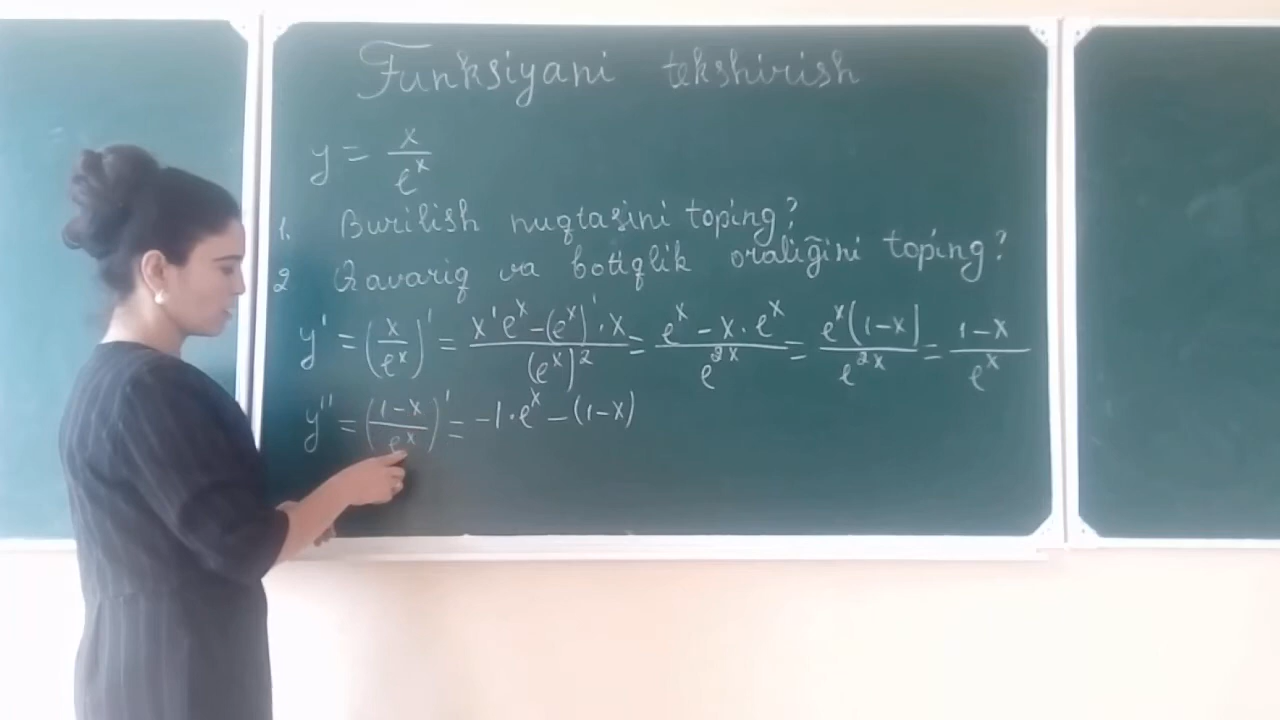 Funksiyani tekshirish
y = x/e^x
1. Burilish nuqtasini toping?
2 Qavariq va botiqlik oralig̃ini toping?
y' = (x/e^x)' = (x'e^x - (e^x)'·x)/(e^x)^2 = (e^x - x·e^x)/e^2x = e^x(1-x)/e^2x = (1-x)/e^x
y'' = ((1-x)/e^x)' = -1·e^x - (1-x)